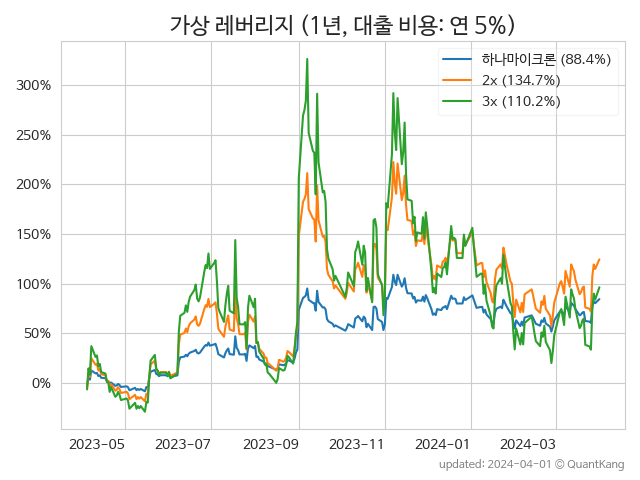 가상 레버리지 (1년, 대출 비용: 연 5%)
하나마이크론 (88.4%)
2x (134.7%)
3x (110.2%)
300%
250%
200%
150%
100%
50%
0%
2023-05 2023-07 2023-09 2023-11 2024-01 2024-03
updated: 2024-04-01 © QuantKang